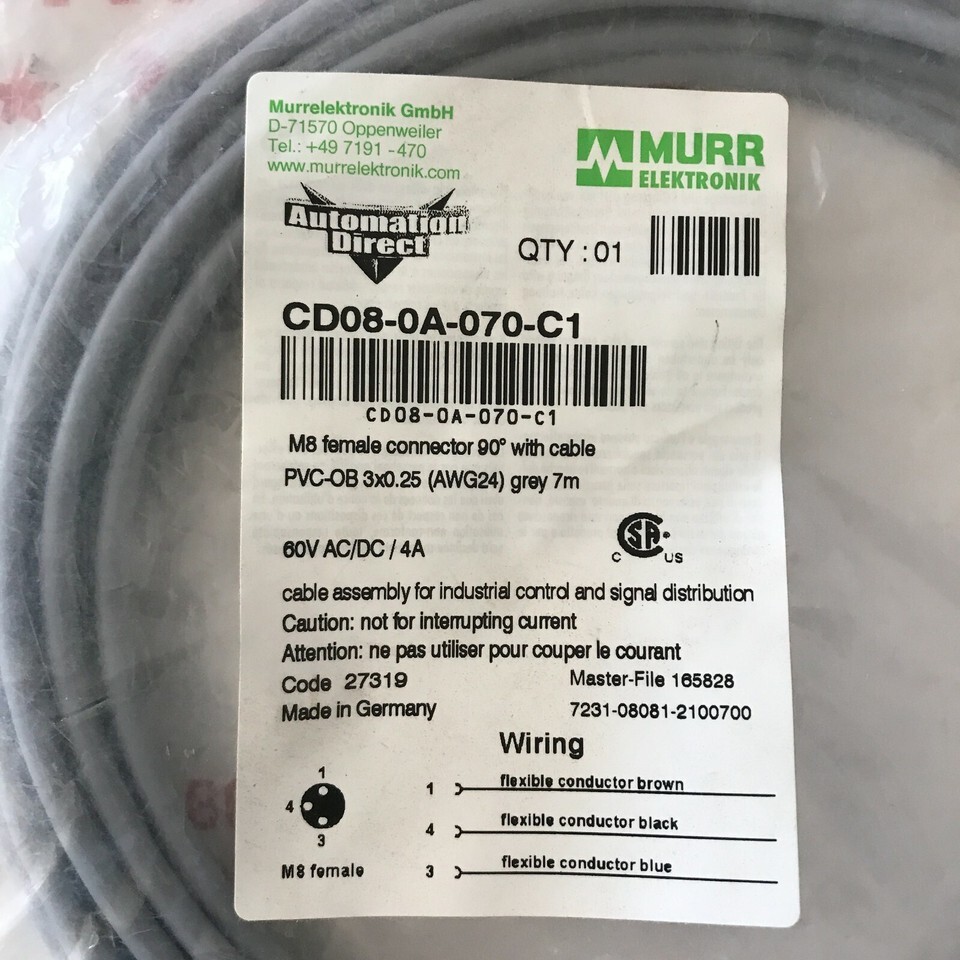 Murrelektronik GmbH
D-71570 Oppenweiler
Tel.: +49 7191 -470
www.murrelektronik.com
MURR
ELEKTRONIK
Automation
Direct
QTY : 01
CD08-0A-070-C1
CD08-0A-070-C1
M8 female connector 90° with cable
PVC-OB 3x0.25 (AWG24) grey 7m
60V AC/DC / 4A
CSA
C US
cable assembly for industrial control and signal distribution
Caution: not for interrupting current
Attention: ne pas utiliser pour couper le courant
Code 27319
Master-File 165828
Made in Germany
7231-08081-2100700
Wiring
1
4
3
M8 female
1 flexible conductor brown
4 flexible conductor black
3 flexible conductor blue